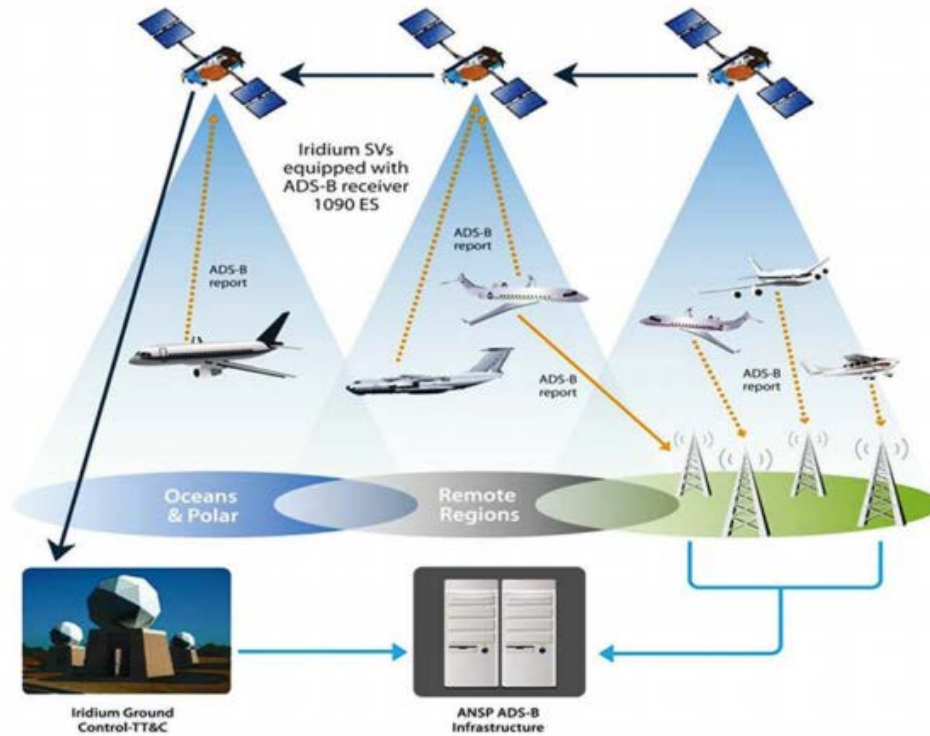 Iridium SVs
equipped with
ADS-B receiver
1090 ES
ADS-B
report
ADS-B
report
ADS-B
report
ADS-B
report
Oceans
& Polar
Remote
Regions
Iridium Ground
Control-TT&C
ANSP ADS-B
Infrastructure